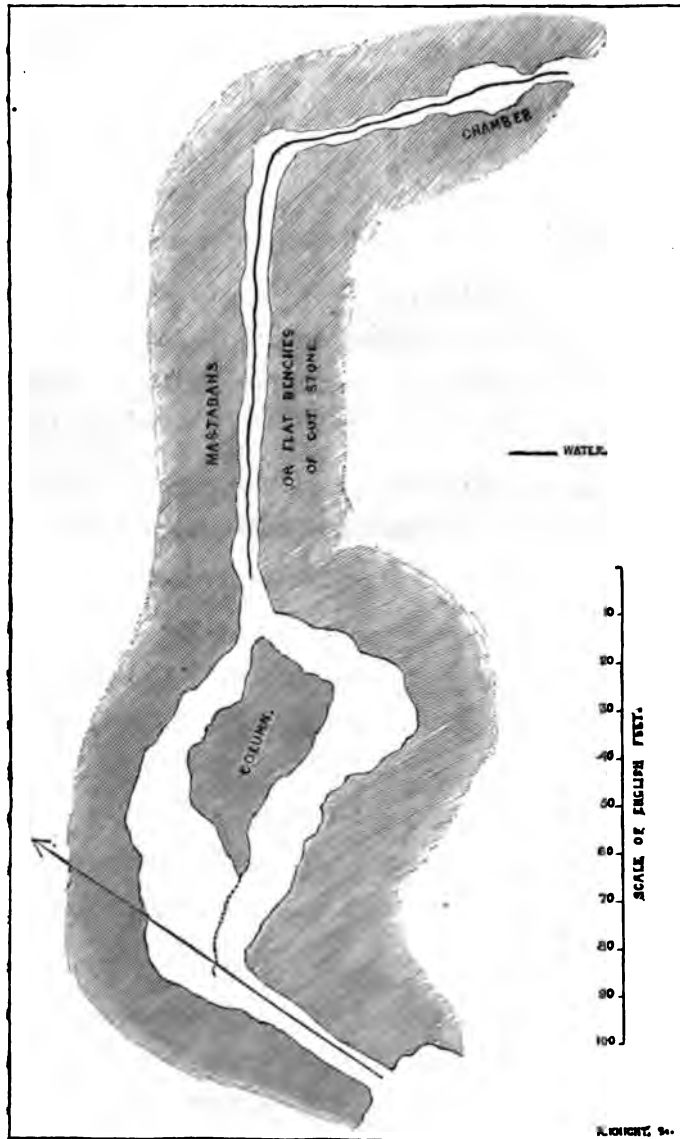 CHAMBER
MASTABAHS
OR FLAT BENCHES
OF CUT STONE.
WATER.
10
20
30
40
50
60
70
80
90
100
SCALE OF ENGLISH FEET.
COLUMN.
KNIGHT,